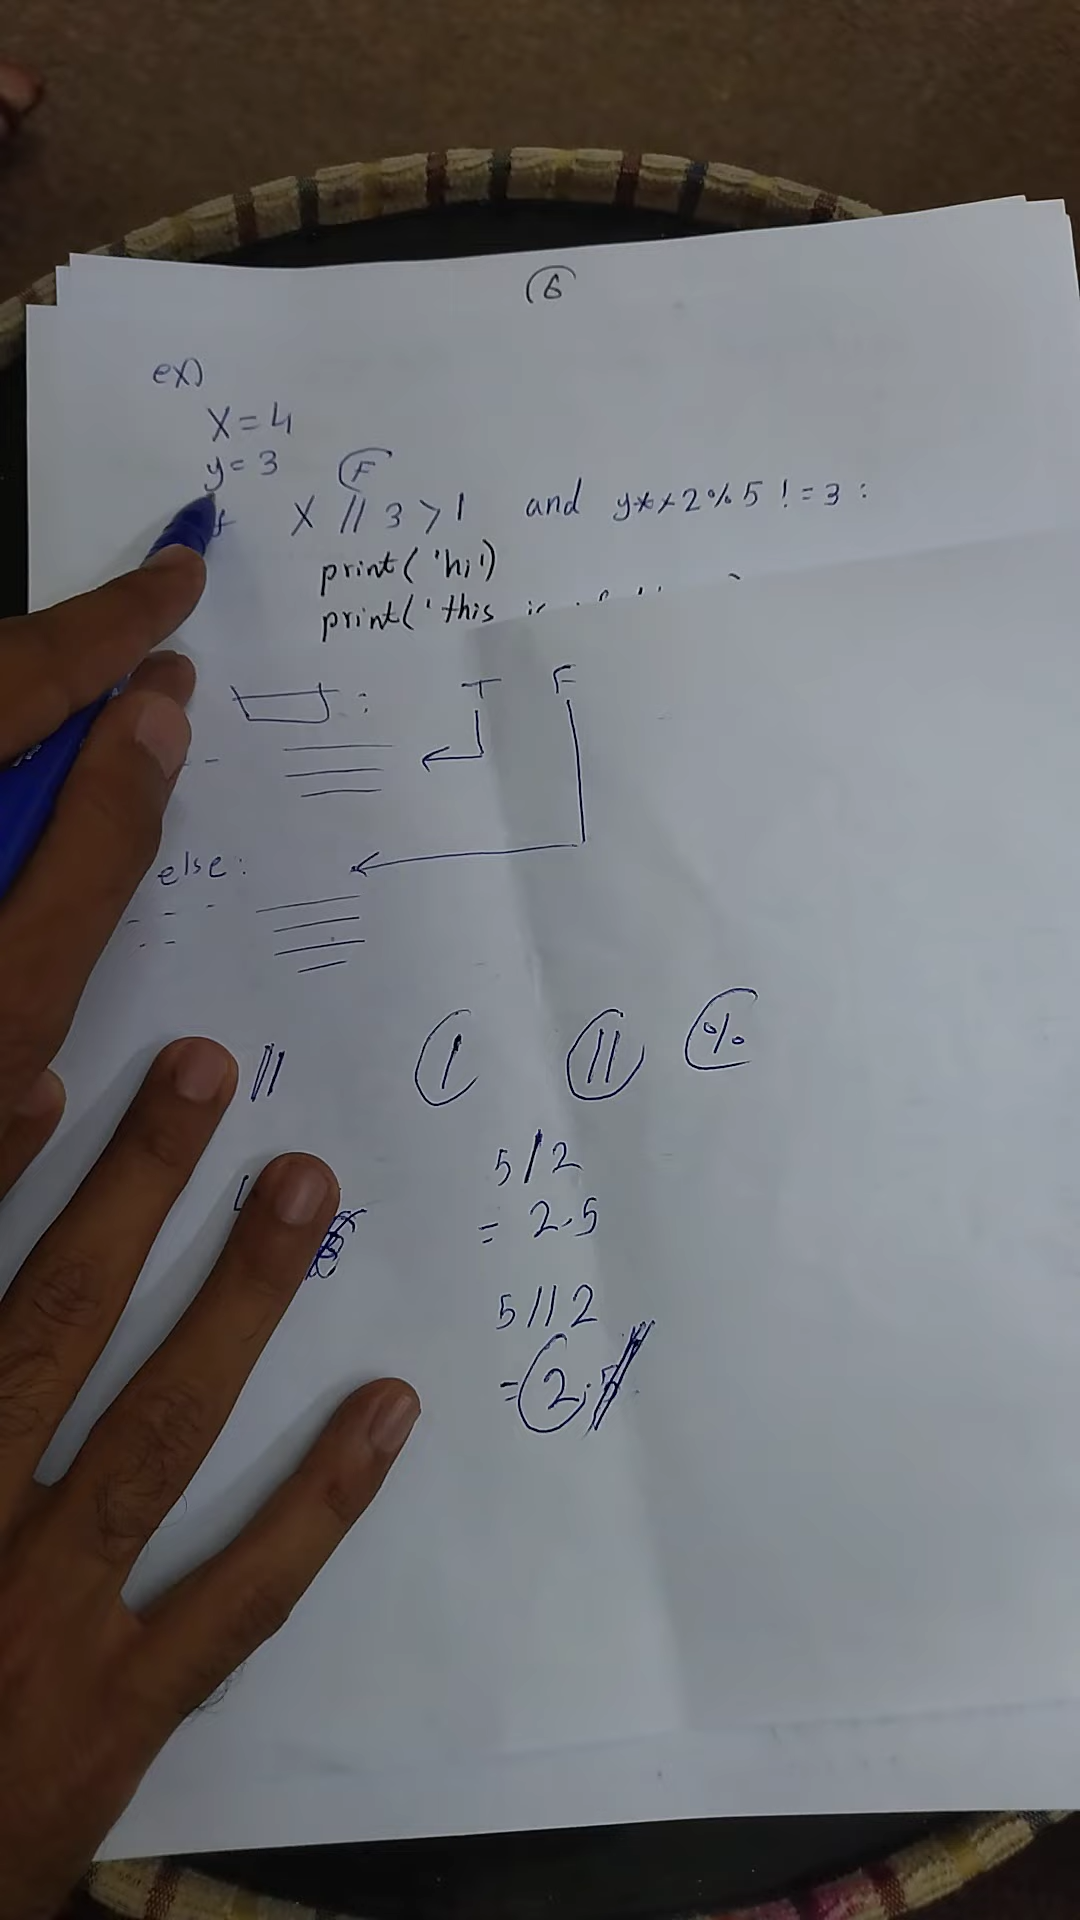 6
ex)
x=4
y=3
F
x // 3 > 1 and y**2%5 != 3:
print('hi')
print('this
: T F
else:
// / // %
5/2
= 2.5
5//2
= 2.